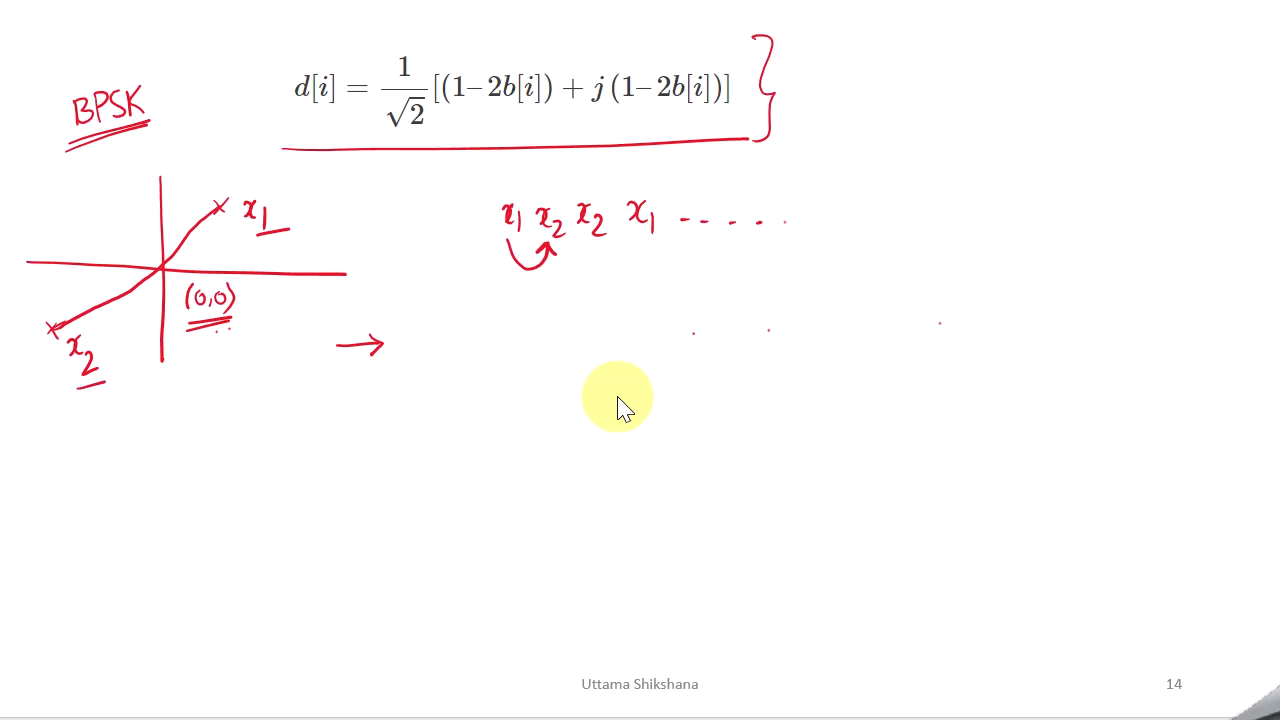 BPSK
d[i] = 1/√2 [(1–2b[i]) + j (1–2b[i])]
x₁
x₁ x₂ x₂ x₁ - - - - -
(0,0)
x₂
→
Uttama Shikshana
14